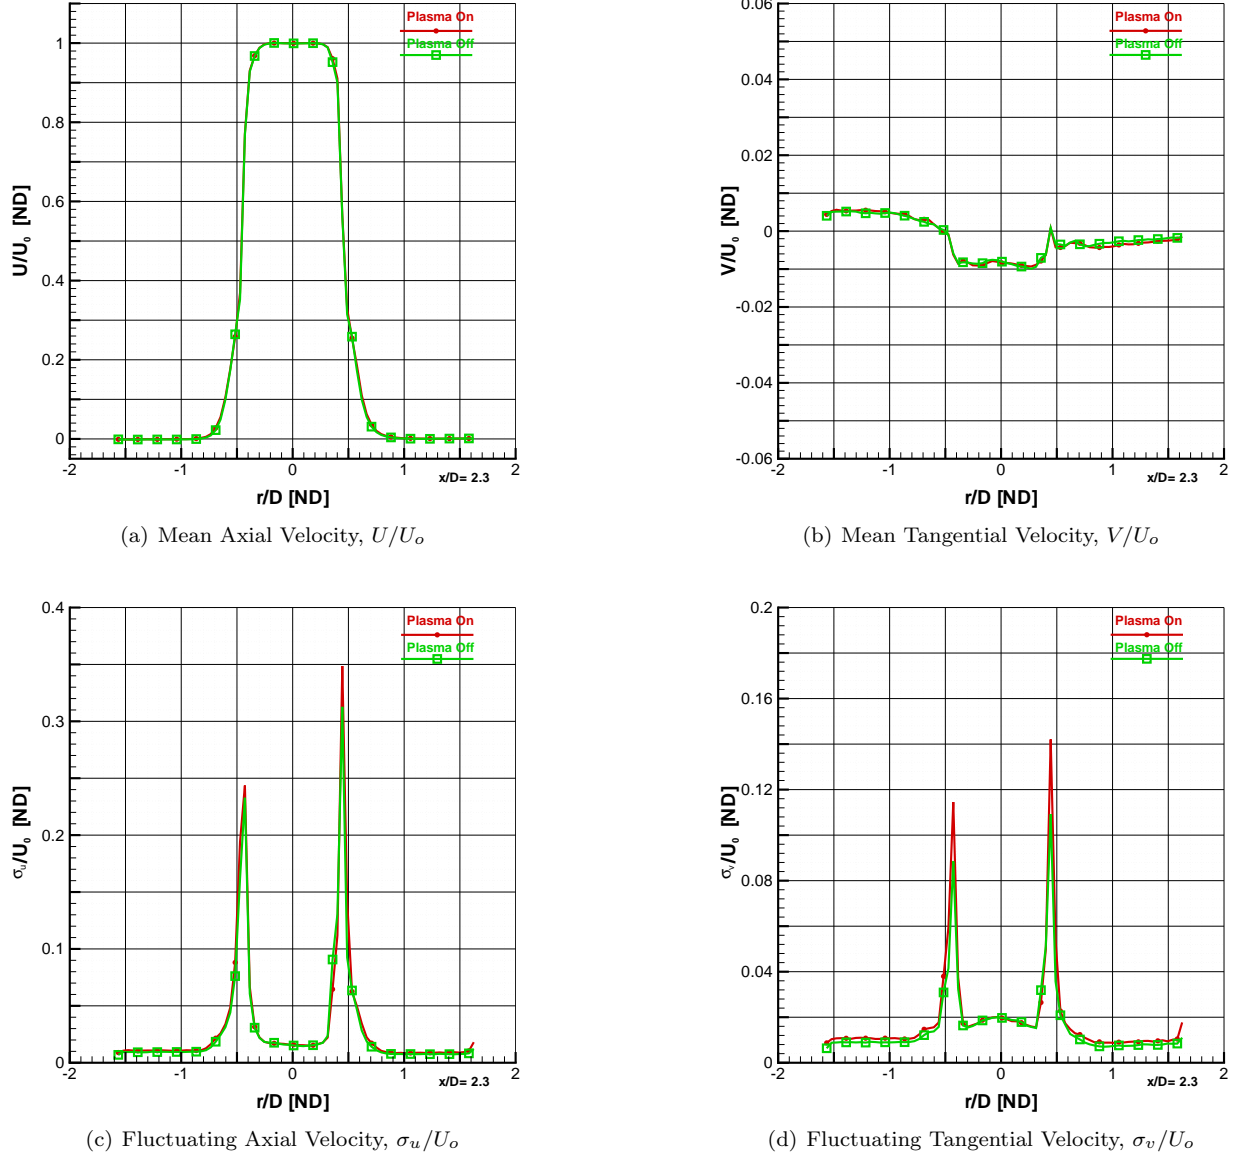 Plasma On
Plasma Off
1
0.8
0.6
0.4
0.2
0
U/U₀ [ND]
-2
-1
0
1
2
x/D= 2.3
r/D [ND]
(a) Mean Axial Velocity, U/Uₒ
Plasma On
Plasma Off
0.06
0.04
0.02
0
-0.02
-0.04
-0.06
V/U₀ [ND]
-2
-1
0
1
2
x/D= 2.3
r/D [ND]
(b) Mean Tangential Velocity, V/Uₒ
Plasma On
Plasma Off
0.4
0.3
0.2
0.1
0
σᵤ/U₀ [ND]
-2
-1
0
1
2
x/D= 2.3
r/D [ND]
(c) Fluctuating Axial Velocity, σᵤ/Uₒ
Plasma On
Plasma Off
0.2
0.16
0.12
0.08
0.04
0
σᵥ/U₀ [ND]
-2
-1
0
1
2
x/D= 2.3
r/D [ND]
(d) Fluctuating Tangential Velocity, σᵥ/Uₒ